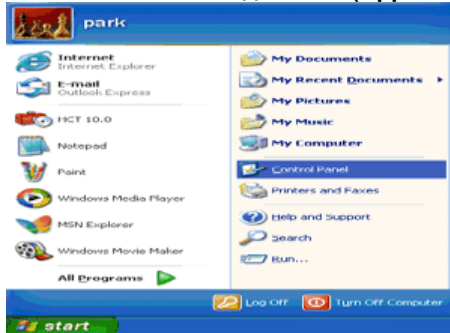 park
Internet
Internet Explorer
E-mail
Outlook Express
HCT 10.0
Notepad
Paint
Windows Media Player
MSN Explorer
Windows Movie Maker
All Programs
My Documents
My Recent Documents
My Pictures
My Music
My Computer
Control Panel
Printers and Faxes
Help and Support
Search
Run...
Log Off
Turn Off Computer
start